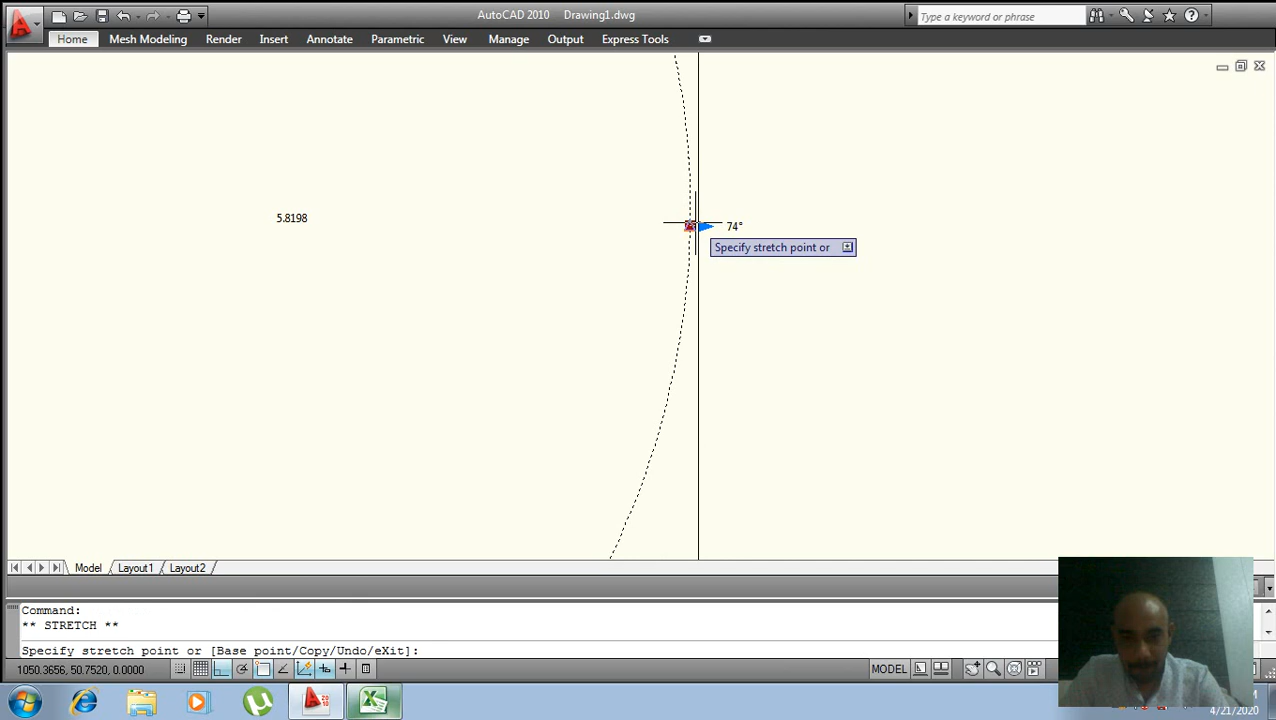 AutoCAD 2010 Drawing1.dwg
Type a keyword or phrase
Home Mesh Modeling Render Insert Annotate Parametric View Manage Output Express Tools
5.8198
74°
Specify stretch point or
Model Layout1 Layout2
Command:
** STRETCH **
Specify stretch point or [Base point/Copy/Undo/eXit]:
1050.3656, 50.7520, 0.0000
MODEL
4/21/2020